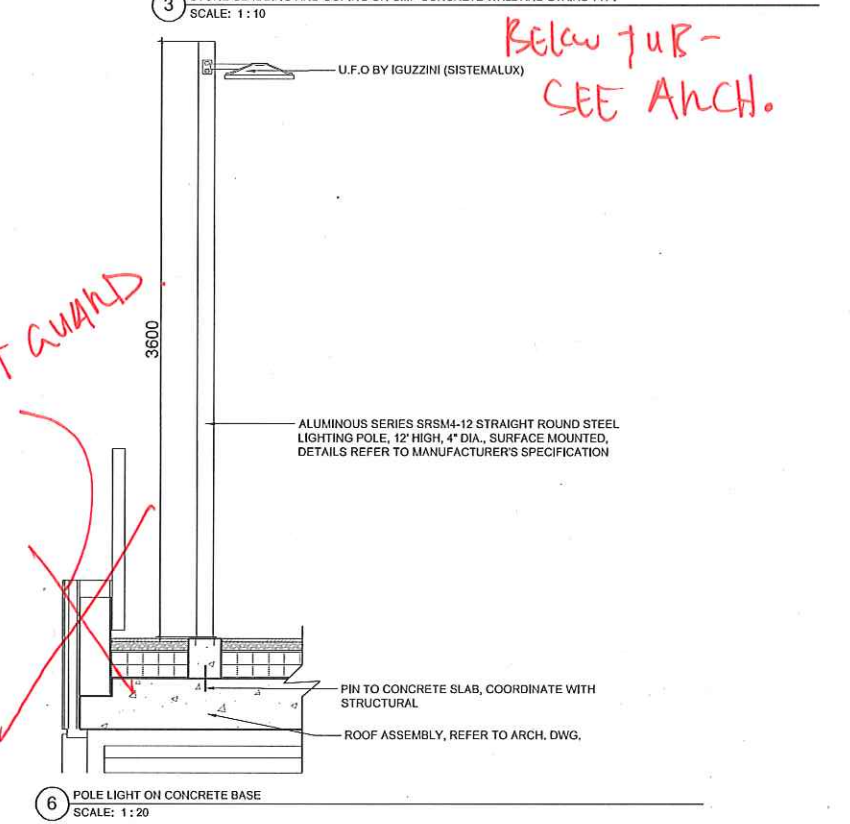 3
SCALE: 1:10
BELOW TUB-
SEE ARCH.
U.F.O BY IGUZZINI (SISTEMALUX)
GUARD
3600
ALUMINOUS SERIES SRSM4-12 STRAIGHT ROUND STEEL
LIGHTING POLE, 12' HIGH, 4" DIA., SURFACE MOUNTED,
DETAILS REFER TO MANUFACTURER'S SPECIFICATION
PIN TO CONCRETE SLAB, COORDINATE WITH
STRUCTURAL
ROOF ASSEMBLY, REFER TO ARCH. DWG.
6
POLE LIGHT ON CONCRETE BASE
SCALE: 1:20